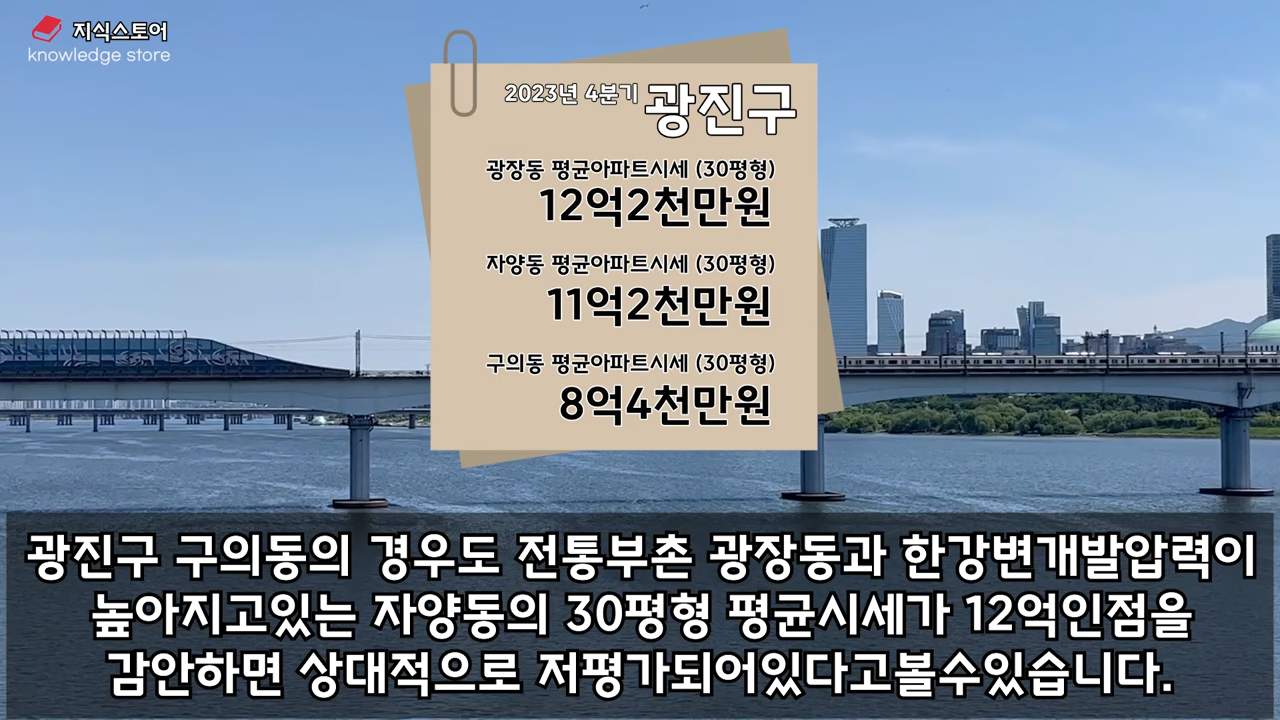 지식스토어
knowledge store
2023년 4분기 광진구
광장동 평균아파트시세 (30평형)
12억2천만원
자양동 평균아파트시세 (30평형)
11억2천만원
구의동 평균아파트시세 (30평형)
8억4천만원
광진구 구의동의 경우도 전통부촌 광장동과 한강변개발압력이
높아지고있는 자양동의 30평형 평균시세가 12억인점을
감안하면 상대적으로 저평가되어있다고볼수있습니다.